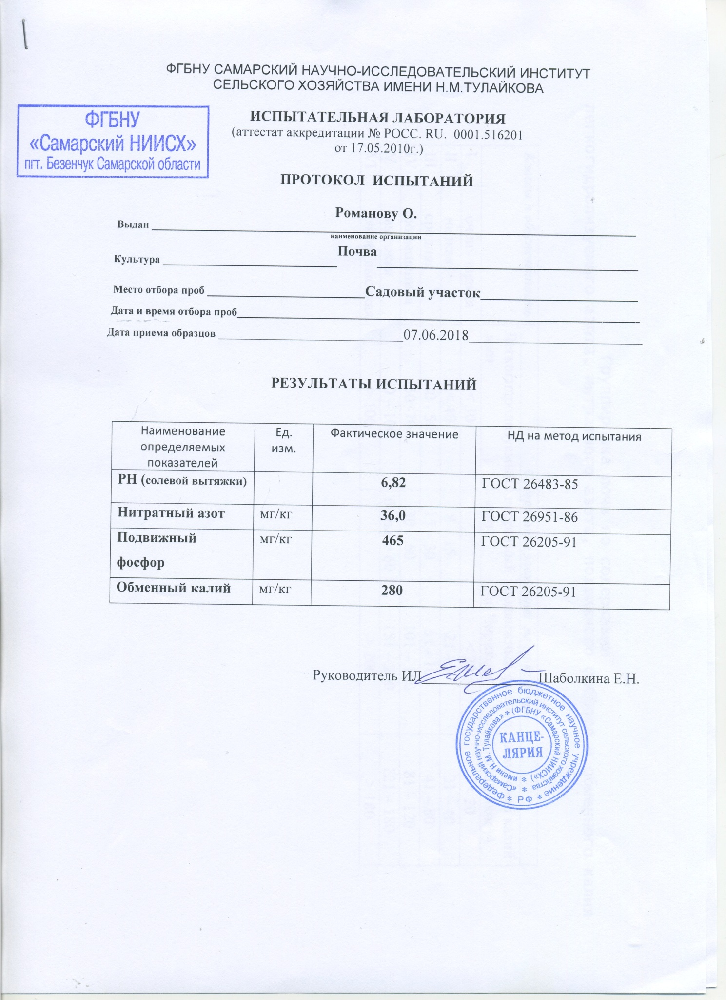 ФГБНУ САМАРСКИЙ НАУЧНО-ИССЛЕДОВАТЕЛЬСКИЙ ИНСТИТУТ
СЕЛЬСКОГО ХОЗЯЙСТВА ИМЕНИ Н.М.ТУЛАЙКОВА
ФГБНУ
«Самарский НИИСХ»
пгт. Безенчук Самарской области
ИСПЫТАТЕЛЬНАЯ ЛАБОРАТОРИЯ
(аттестат аккредитации № РОСС. RU. 0001.516201
от 17.05.2010г.)
ПРОТОКОЛ ИСПЫТАНИЙ
Выдан Романову О.
наименование организации
Культура Почва
Место отбора проб Садовый участок
Дата и время отбора проб
Дата приема образцов 07.06.2018
РЕЗУЛЬТАТЫ ИСПЫТАНИЙ
Наименование определяемых показателей Ед. изм. Фактическое значение НД на метод испытания
РН (солевой вытяжки) 6,82 ГОСТ 26483-85
Нитратный азот мг/кг 36,0 ГОСТ 26951-86
Подвижный фосфор мг/кг 465 ГОСТ 26205-91
Обменный калий мг/кг 280 ГОСТ 26205-91
Руководитель ИЛ Шаболкина Е.Н.
Федеральное государственное бюджетное научное учреждение * РФ *
«Самарский научно-исследовательский институт сельского хозяйства *
имени Н.М. Тулайкова» * (ФГБНУ «Самарский НИИСХ») *
КАНЦЕ-
ЛЯРИЯ